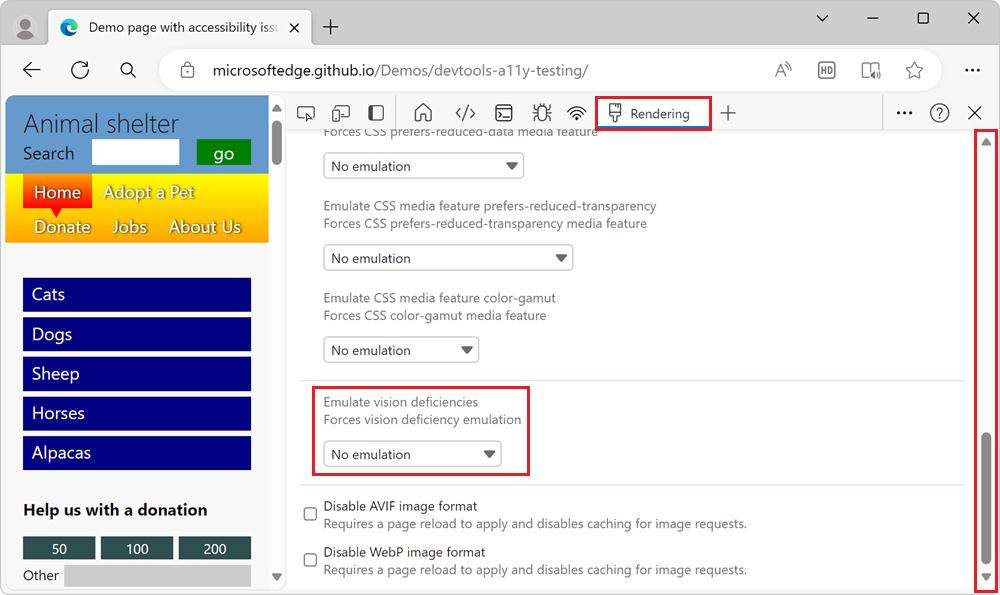 Demo page with accessibility issu
microsoftedge.github.io/Demos/devtools-a11y-testing/
A
HD
Animal shelter
Search
go
Home
Adopt a Pet
Donate
Jobs
About Us
Cats
Dogs
Sheep
Horses
Alpacas
Help us with a donation
50
100
200
Other
Rendering
Forces CSS prefers-reduced-data media feature
No emulation
Emulate CSS media feature prefers-reduced-transparency
Forces CSS prefers-reduced-transparency media feature
No emulation
Emulate CSS media feature color-gamut
Forces CSS color-gamut media feature
No emulation
Emulate vision deficiencies
Forces vision deficiency emulation
No emulation
Disable AVIF image format
Requires a page reload to apply and disables caching for image requests.
Disable WebP image format
Requires a page reload to apply and disables caching for image requests.